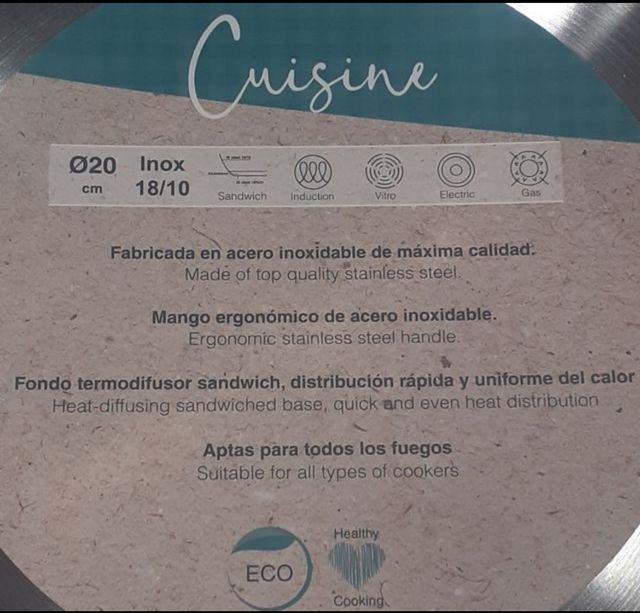 Cuisine
Ø20 cm
Inox 18/10
Sandwich
Induction
Vitro
Electric
Gas
Fabricada en acero inoxidable de máxima calidad.
Made of top quality stainless steel.
Mango ergonómico de acero inoxidable.
Ergonomic stainless steel handle.
Fondo termodifusor sandwich, distribución rápida y uniforme del calor
Heat-diffusing sandwiched base, quick and even heat distribution
Aptas para todos los fuegos
Suitable for all types of cookers
ECO
Healthy
Cooking